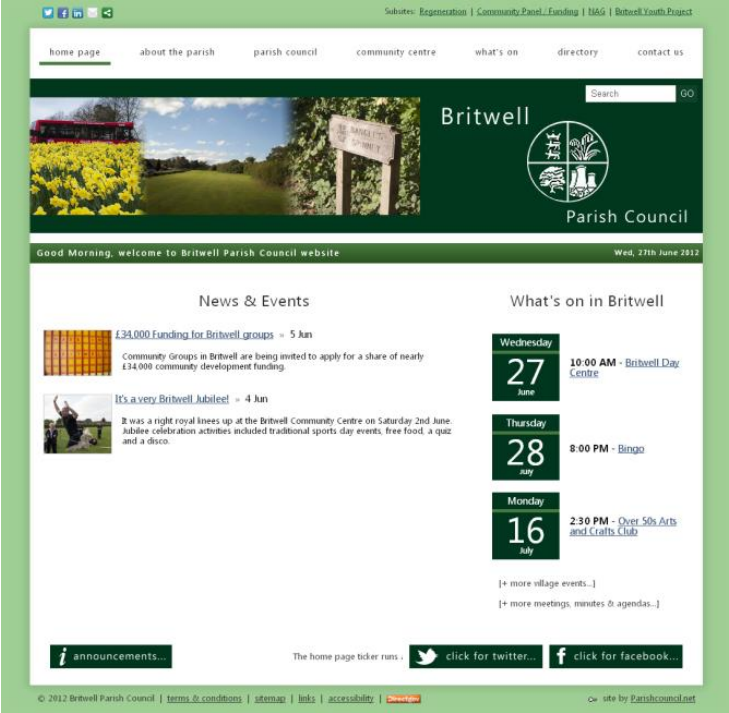 Subsites: Regeneration | Community Panel / Funding | NAG | Britwell Youth Project
home page about the parish parish council community centre what's on directory contact us
Search GO
Britwell
Parish Council
Good Morning, welcome to Britwell Parish Council website Wed, 27th June 2012
News & Events
£34,000 Funding for Britwell groups » 5 Jun
Community Groups in Britwell are being invited to apply for a share of nearly
£34,000 community development funding.
It's a very Britwell Jubilee! » 4 Jun
It was a right royal knees up at the Britwell Community Centre on Saturday 2nd June.
Jubilee celebration activities included traditional sports day events, free food, a quiz
and a disco.
What's on in Britwell
Wednesday
27
June
10:00 AM - Britwell Day
Centre
Thursday
28
July
8:00 PM - Bingo
Monday
16
July
2:30 PM - Over 50s Arts
and Crafts Club
[+ more village events...]
[+ more meetings, minutes & agendas...]
i announcements...
The home page ticker runs .
click for twitter...
click for facebook...
© 2012 Britwell Parish Council | terms & conditions | sitemap | links | accessibility | Directgov
site by Parishcouncil.net